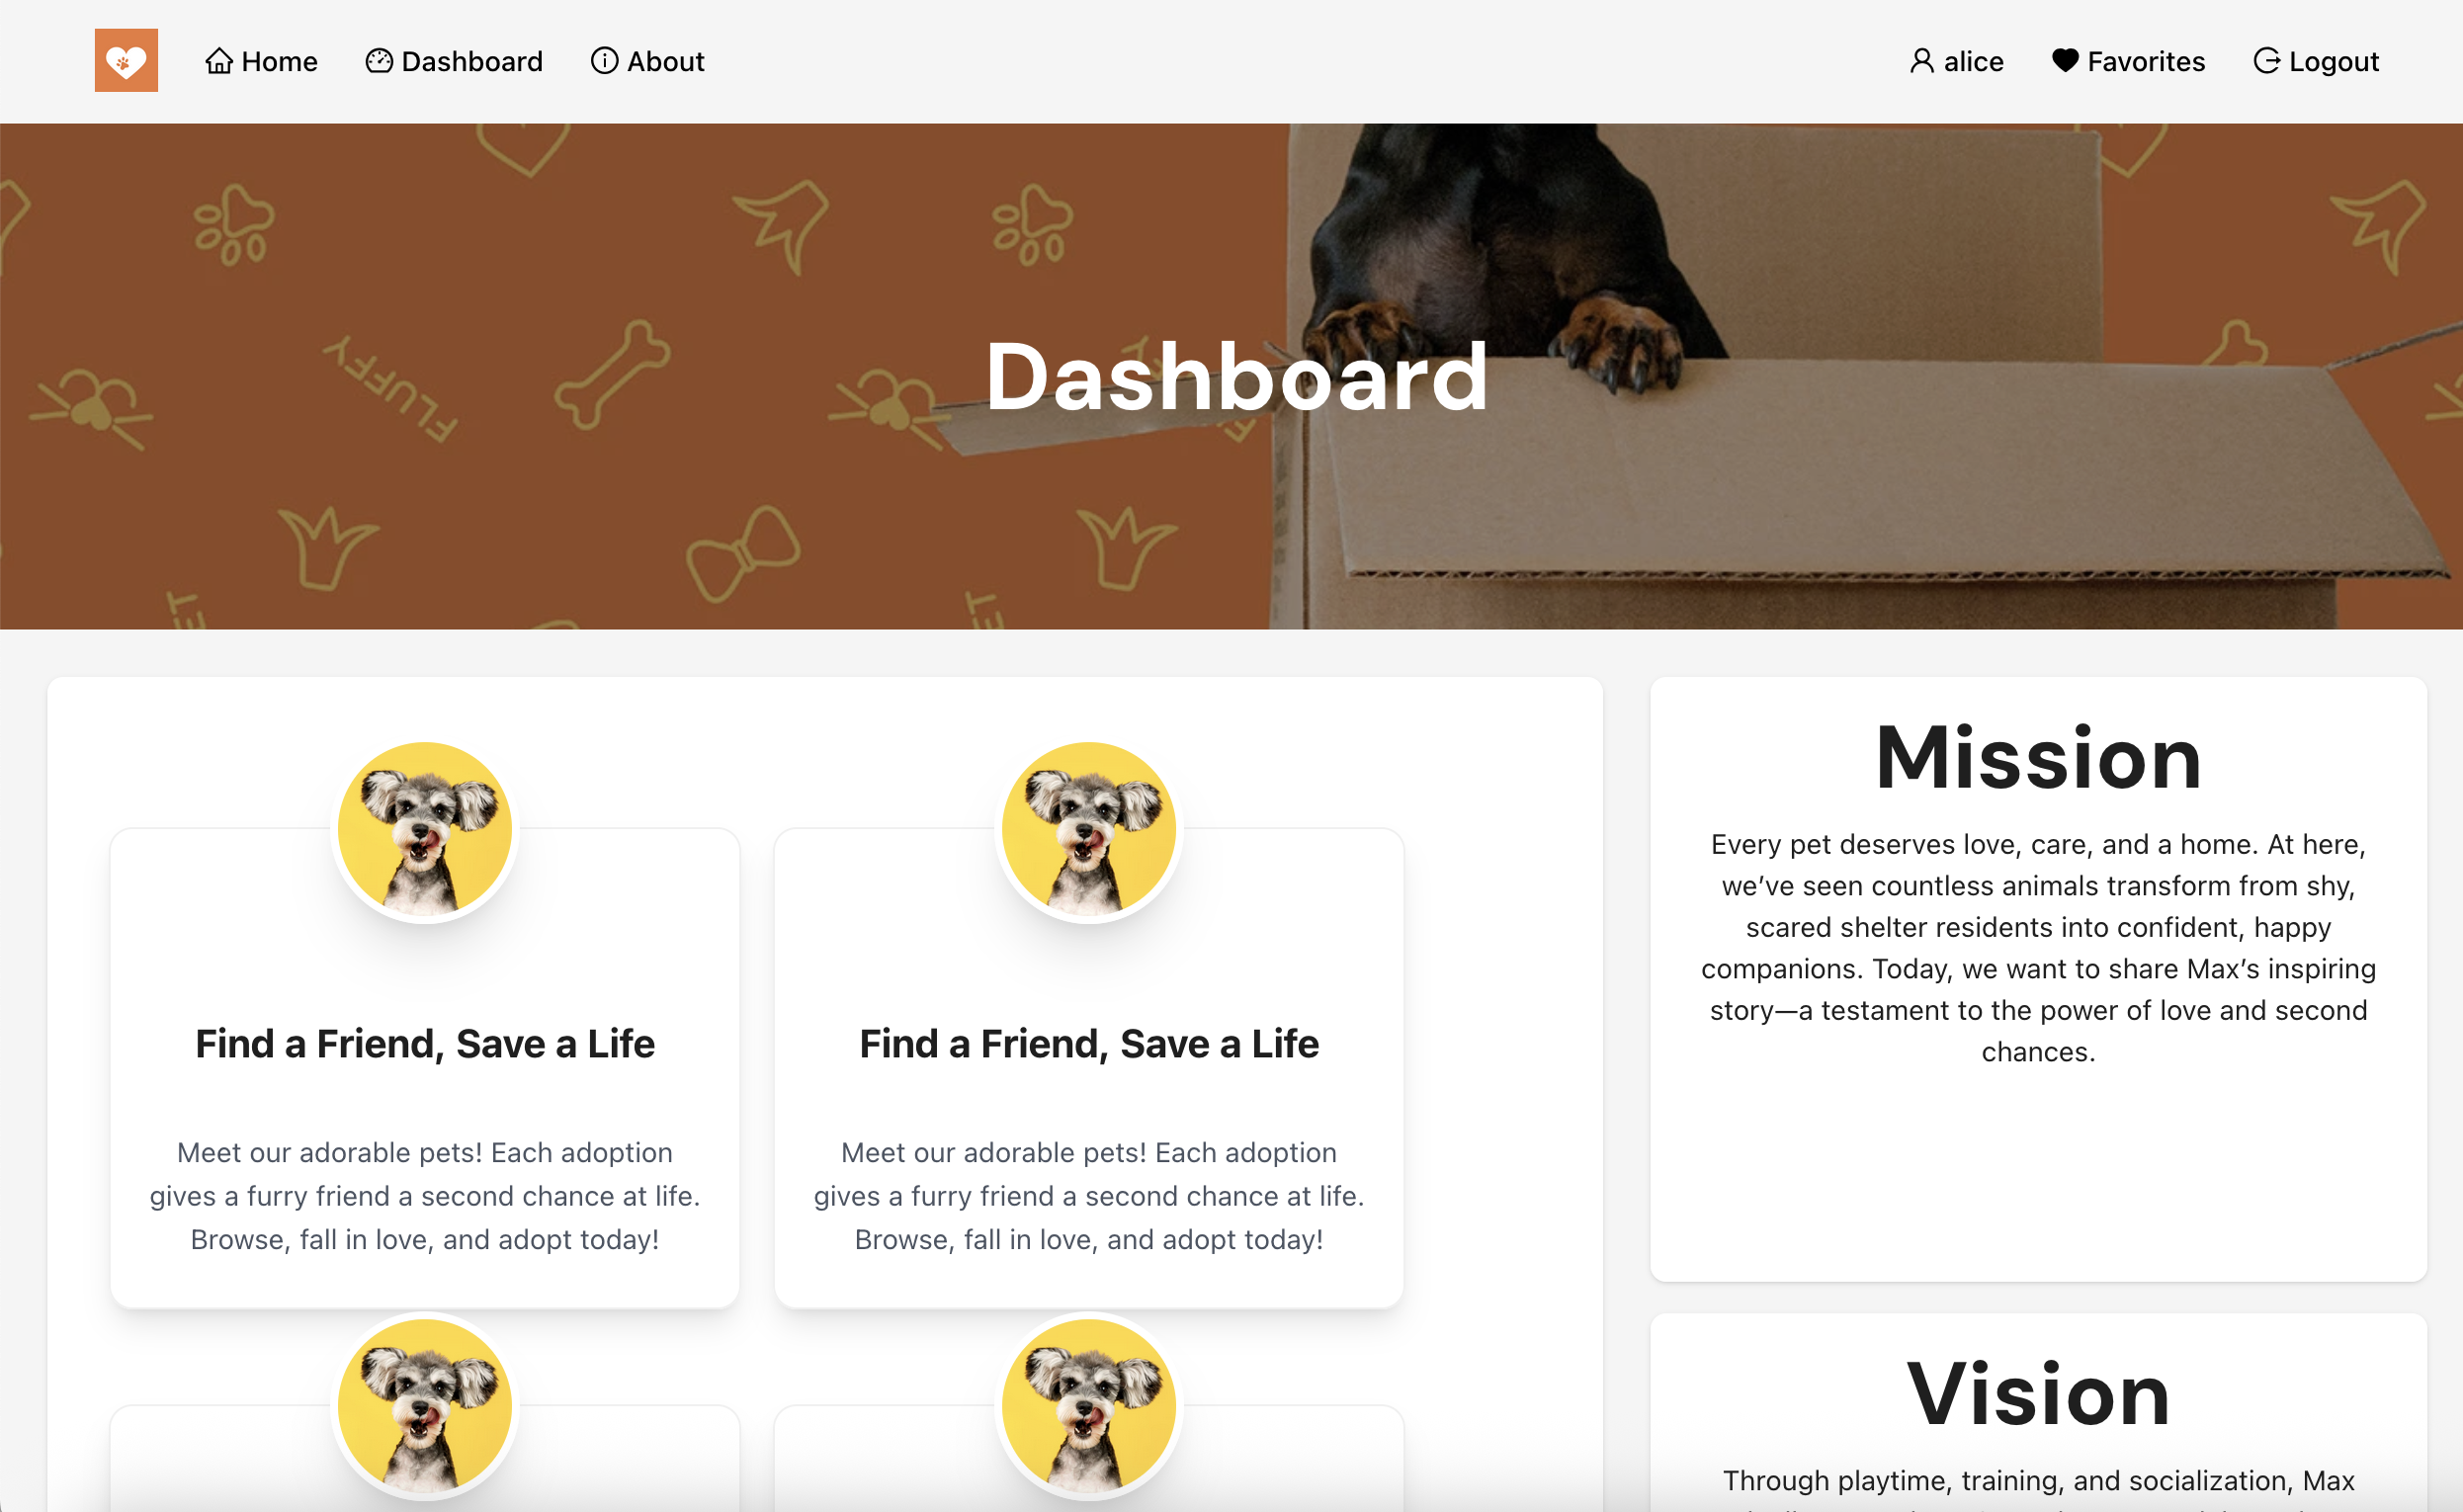 Home
Dashboard
About
alice
Favorites
Logout
FLUFFY
Dashboard
Find a Friend, Save a Life
Meet our adorable pets! Each adoption
gives a furry friend a second chance at life.
Browse, fall in love, and adopt today!
Find a Friend, Save a Life
Meet our adorable pets! Each adoption
gives a furry friend a second chance at life.
Browse, fall in love, and adopt today!
Mission
Every pet deserves love, care, and a home. At here,
we’ve seen countless animals transform from shy,
scared shelter residents into confident, happy
companions. Today, we want to share Max’s inspiring
story—a testament to the power of love and second
chances.
Vision
Through playtime, training, and socialization, Max